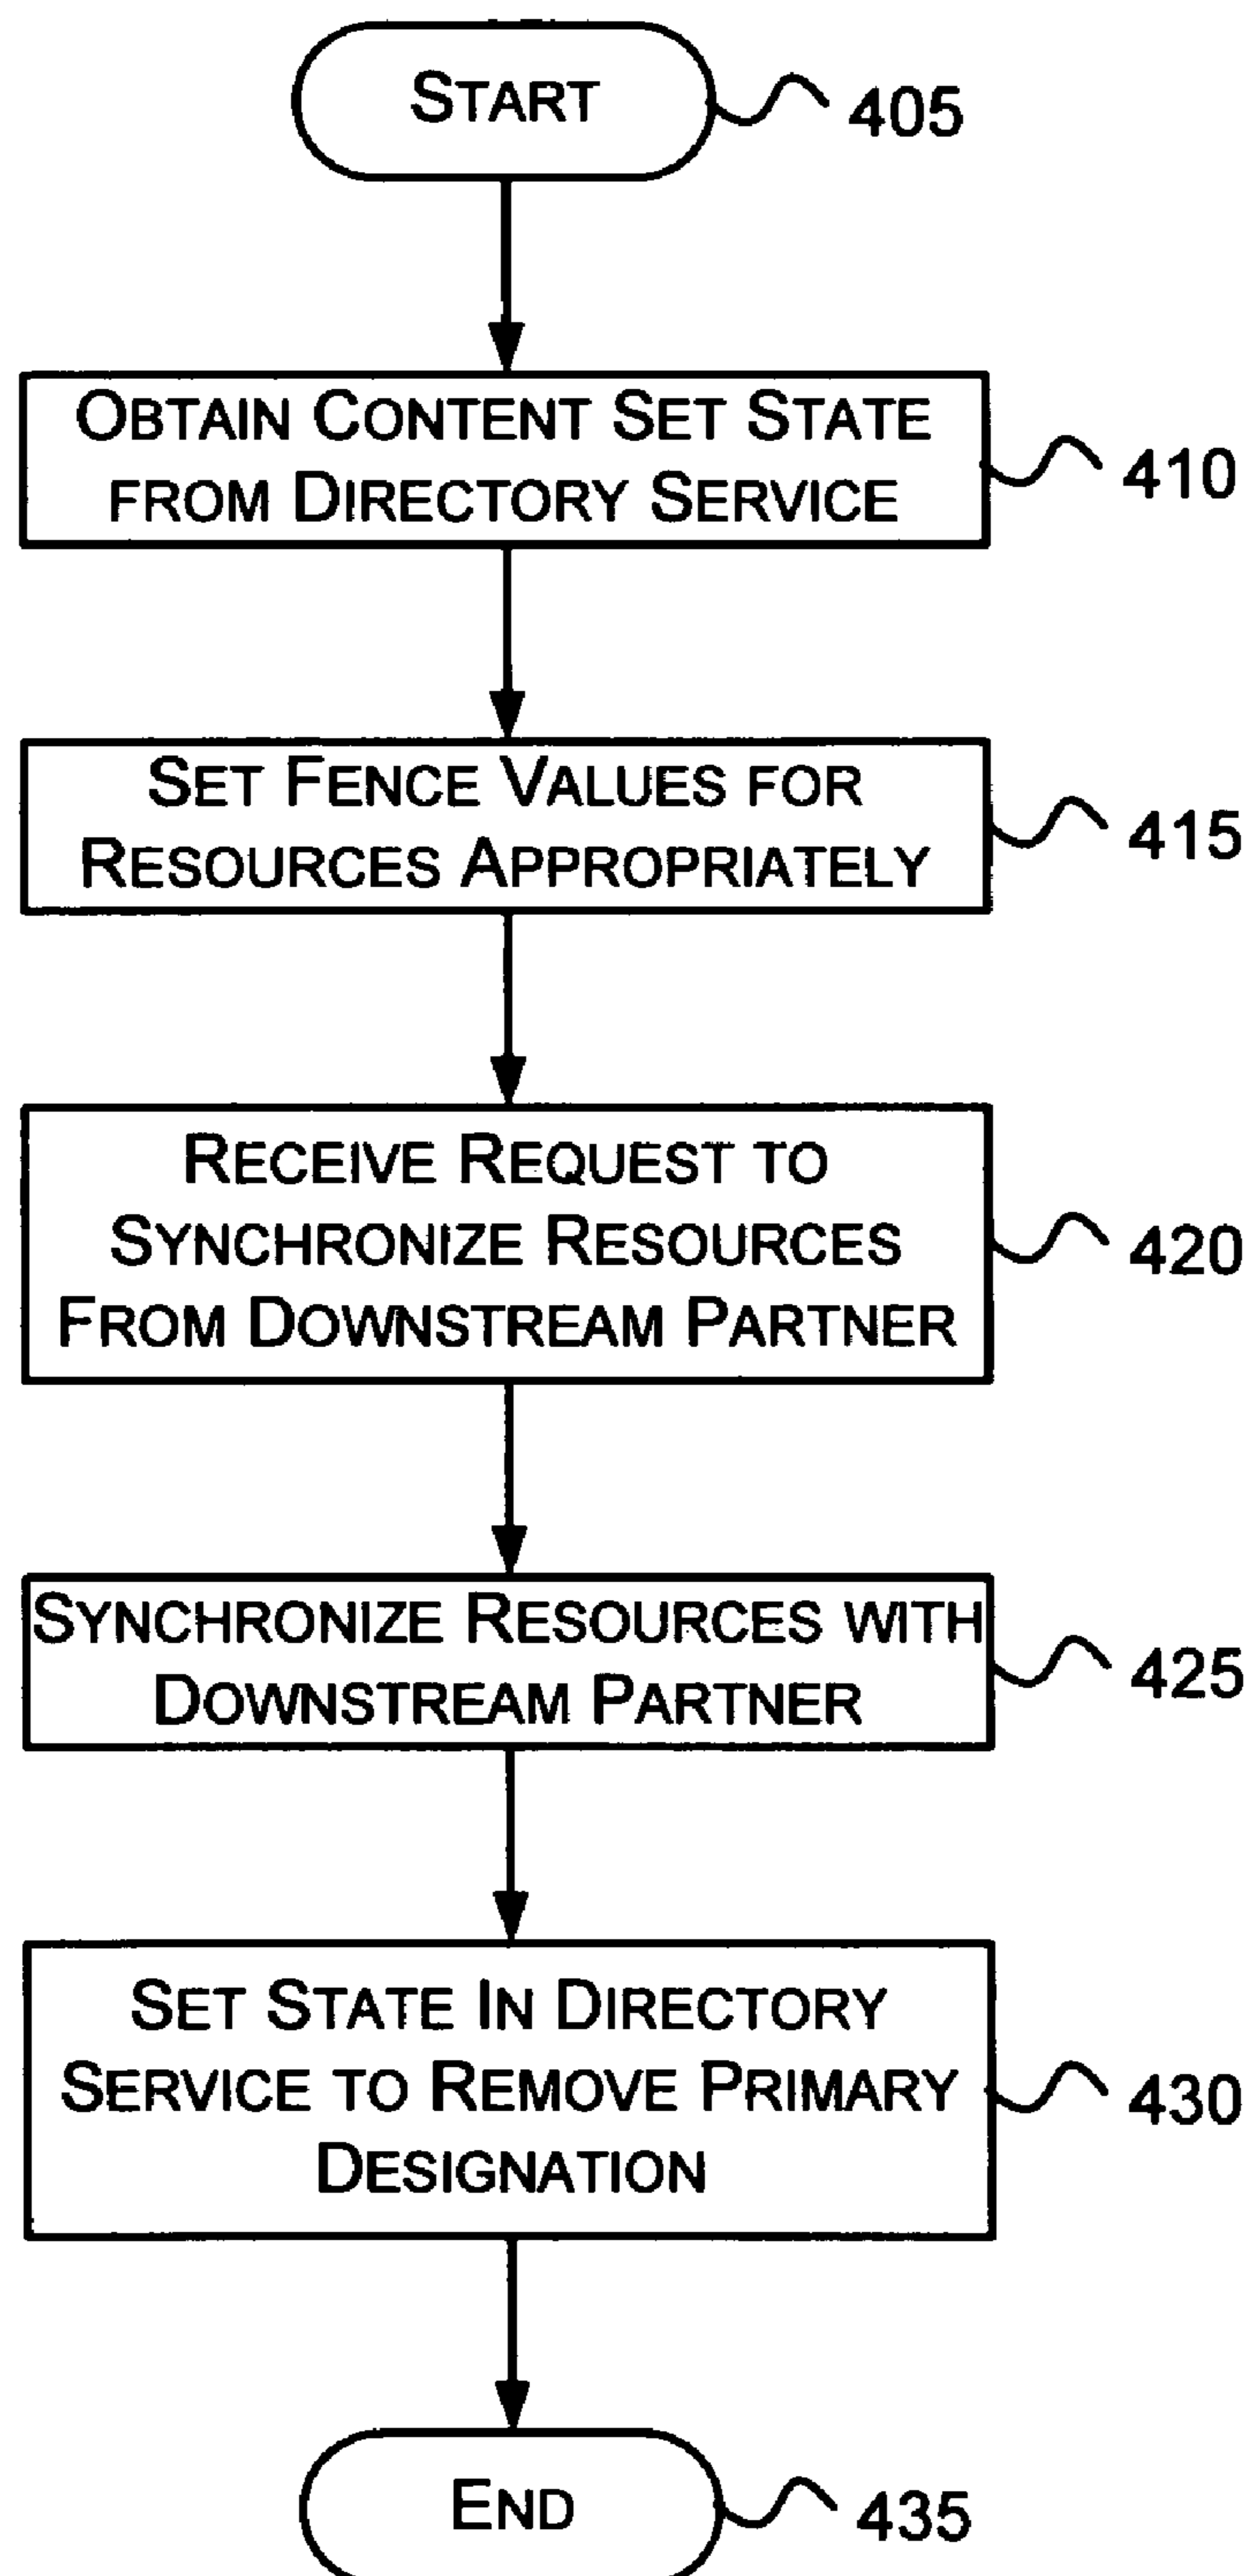 START
405
OBTAIN CONTENT SET STATE
FROM DIRECTORY SERVICE
410
SET FENCE VALUES FOR
RESOURCES APPROPRIATELY
415
RECEIVE REQUEST TO
SYNCHRONIZE RESOURCES
FROM DOWNSTREAM PARTNER
420
SYNCHRONIZE RESOURCES WITH
DOWNSTREAM PARTNER
425
SET STATE IN DIRECTORY
SERVICE TO REMOVE PRIMARY
DESIGNATION
430
END
435